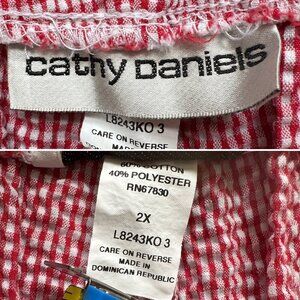 cathy Daniels
L8243KO 3
CARE ON REVERSE
60% COTTON
40% POLYESTER
RN67830
2X
L8243KO 3
CARE ON REVERSE
MADE IN
DOMINICAN REPUBLIC